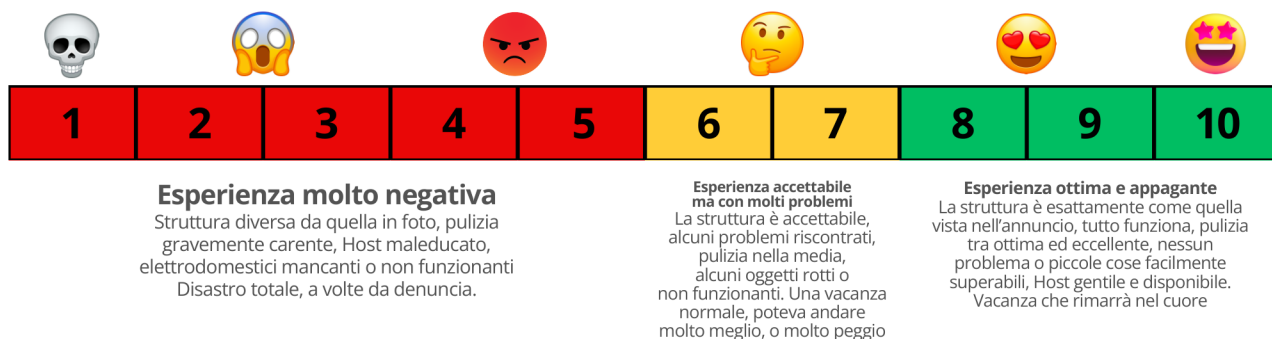 1 2 3 4 5 6 7 8 9 10
Esperienza molto negativa
Struttura diversa da quella in foto, pulizia
gravemente carente, Host maleducato,
elettrodomestici mancanti o non funzionanti
Disastro totale, a volte da denuncia.
Esperienza accettabile
ma con molti problemi
La struttura è accettabile,
alcuni problemi riscontrati,
pulizia nella media,
alcuni oggetti rotti o
non funzionanti. Una vacanza
normale, poteva andare
molto meglio, o molto peggio
Esperienza ottima e appagante
La struttura è esattamente come quella
vista nell’annuncio, tutto funziona, pulizia
tra ottima ed eccellente, nessun
problema o piccole cose facilmente
superabili, Host gentile e disponibile.
Vacanza che rimarrà nel cuore